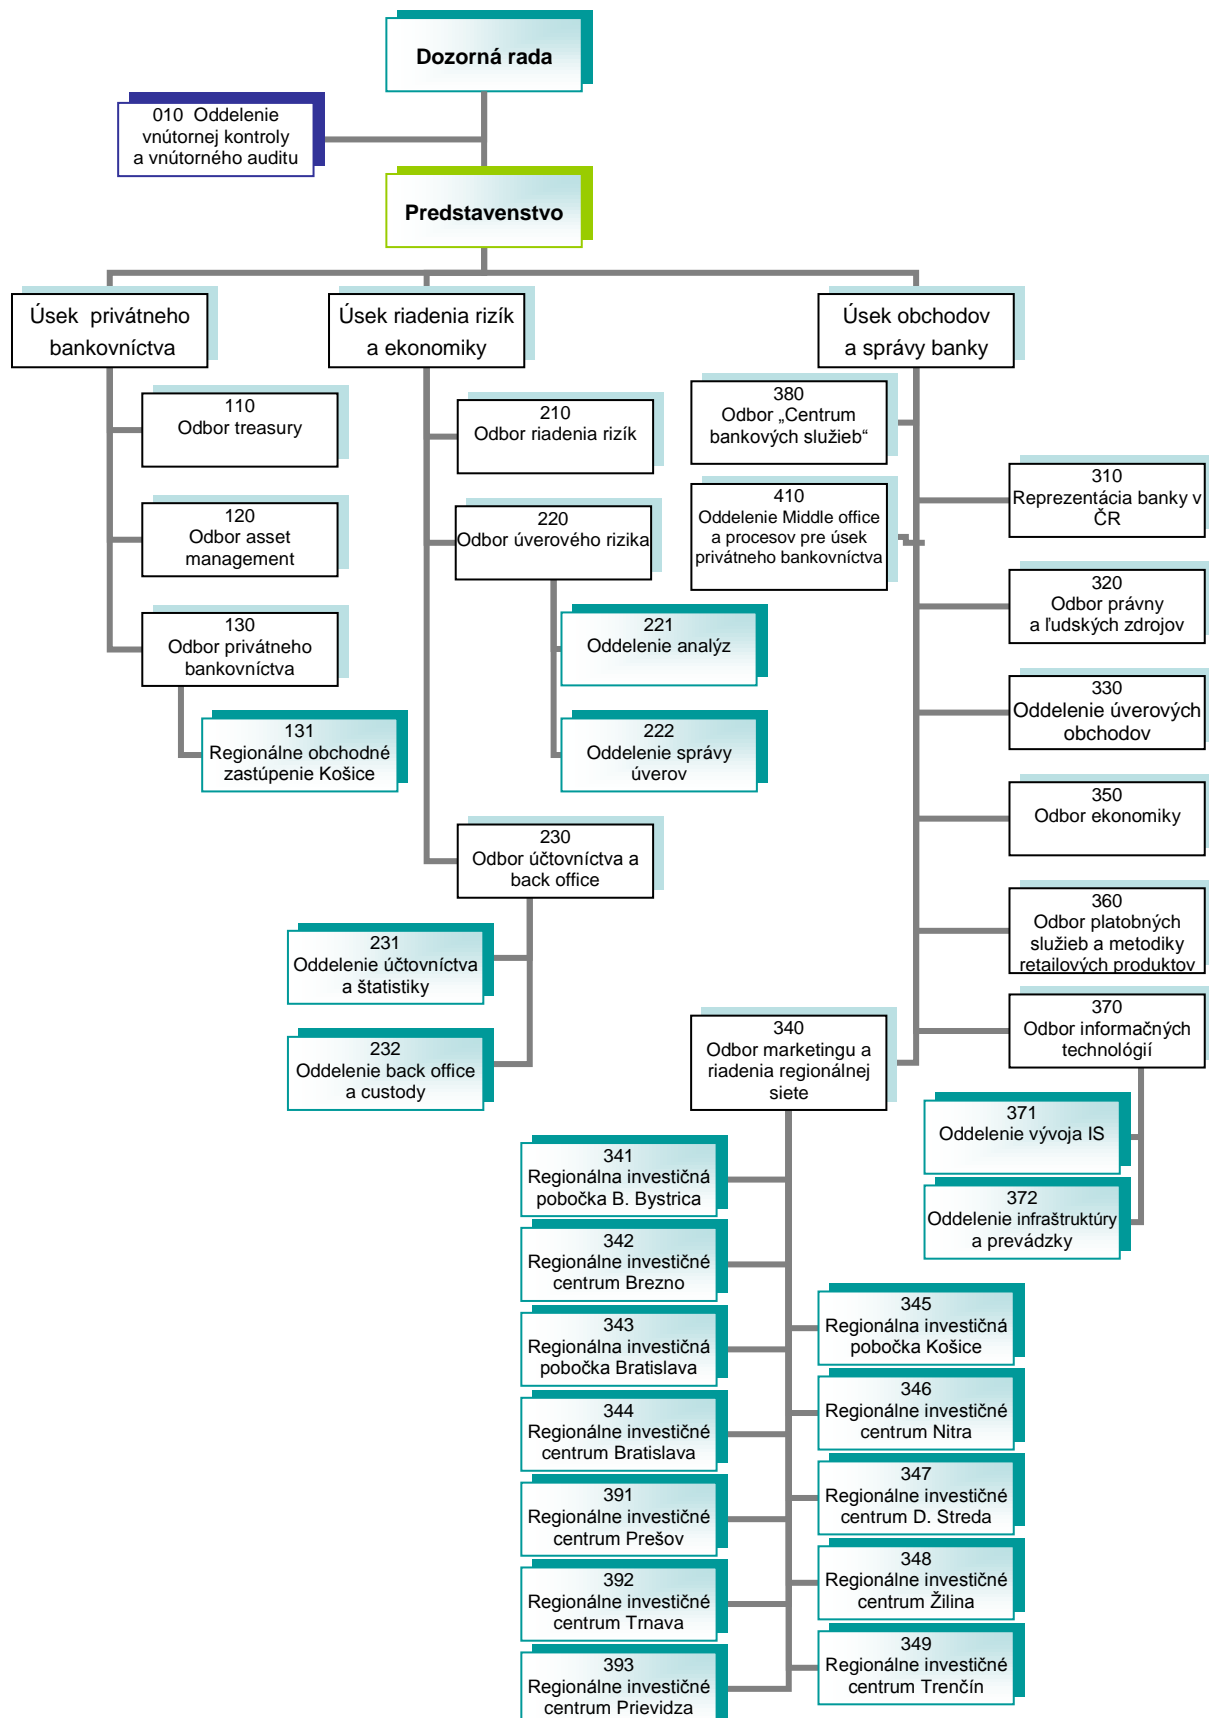 Dozorná rada
010  Oddelenie
vnútornej kontroly
a vnútorného auditu
Predstavenstvo
Úsek  privátneho
bankovníctva
Úsek riadenia rizík
a ekonomiky
Úsek obchodov
a správy banky
110
Odbor treasury
120
Odbor asset
management
130
Odbor privátneho
bankovníctva
131
Regionálne obchodné
zastúpenie Košice
210
Odbor riadenia rizík
220
Odbor úverového rizika
221
Oddelenie analýz
222
Oddelenie správy
úverov
230
Odbor účtovníctva a
back office
231
Oddelenie účtovníctva
a štatistiky
232
Oddelenie back office
a custody
380
Odbor „Centrum
bankových služieb“
410
Oddelenie Middle office
a procesov pre úsek
privátneho bankovníctva
310
Reprezentácia banky v
ČR
320
Odbor právny
a ľudských zdrojov
330
Oddelenie úverových
obchodov
350
Odbor ekonomiky
360
Odbor platobných
služieb a metodiky
retailových produktov
370
Odbor informačných
technológií
371
Oddelenie vývoja IS
372
Oddelenie infraštruktúry
a prevádzky
340
Odbor marketingu a
riadenia regionálnej
siete
341
Regionálna investičná
pobočka B. Bystrica
342
Regionálne investičné
centrum Brezno
343
Regionálna investičná
pobočka Bratislava
344
Regionálne investičné
centrum Bratislava
391
Regionálne investičné
centrum Prešov
392
Regionálne investičné
centrum Trnava
393
Regionálne investičné
centrum Prievidza
345
Regionálna investičná
pobočka Košice
346
Regionálne investičné
centrum Nitra
347
Regionálne investičné
centrum D. Streda
348
Regionálne investičné
centrum Žilina
349
Regionálne investičné
centrum Trenčín